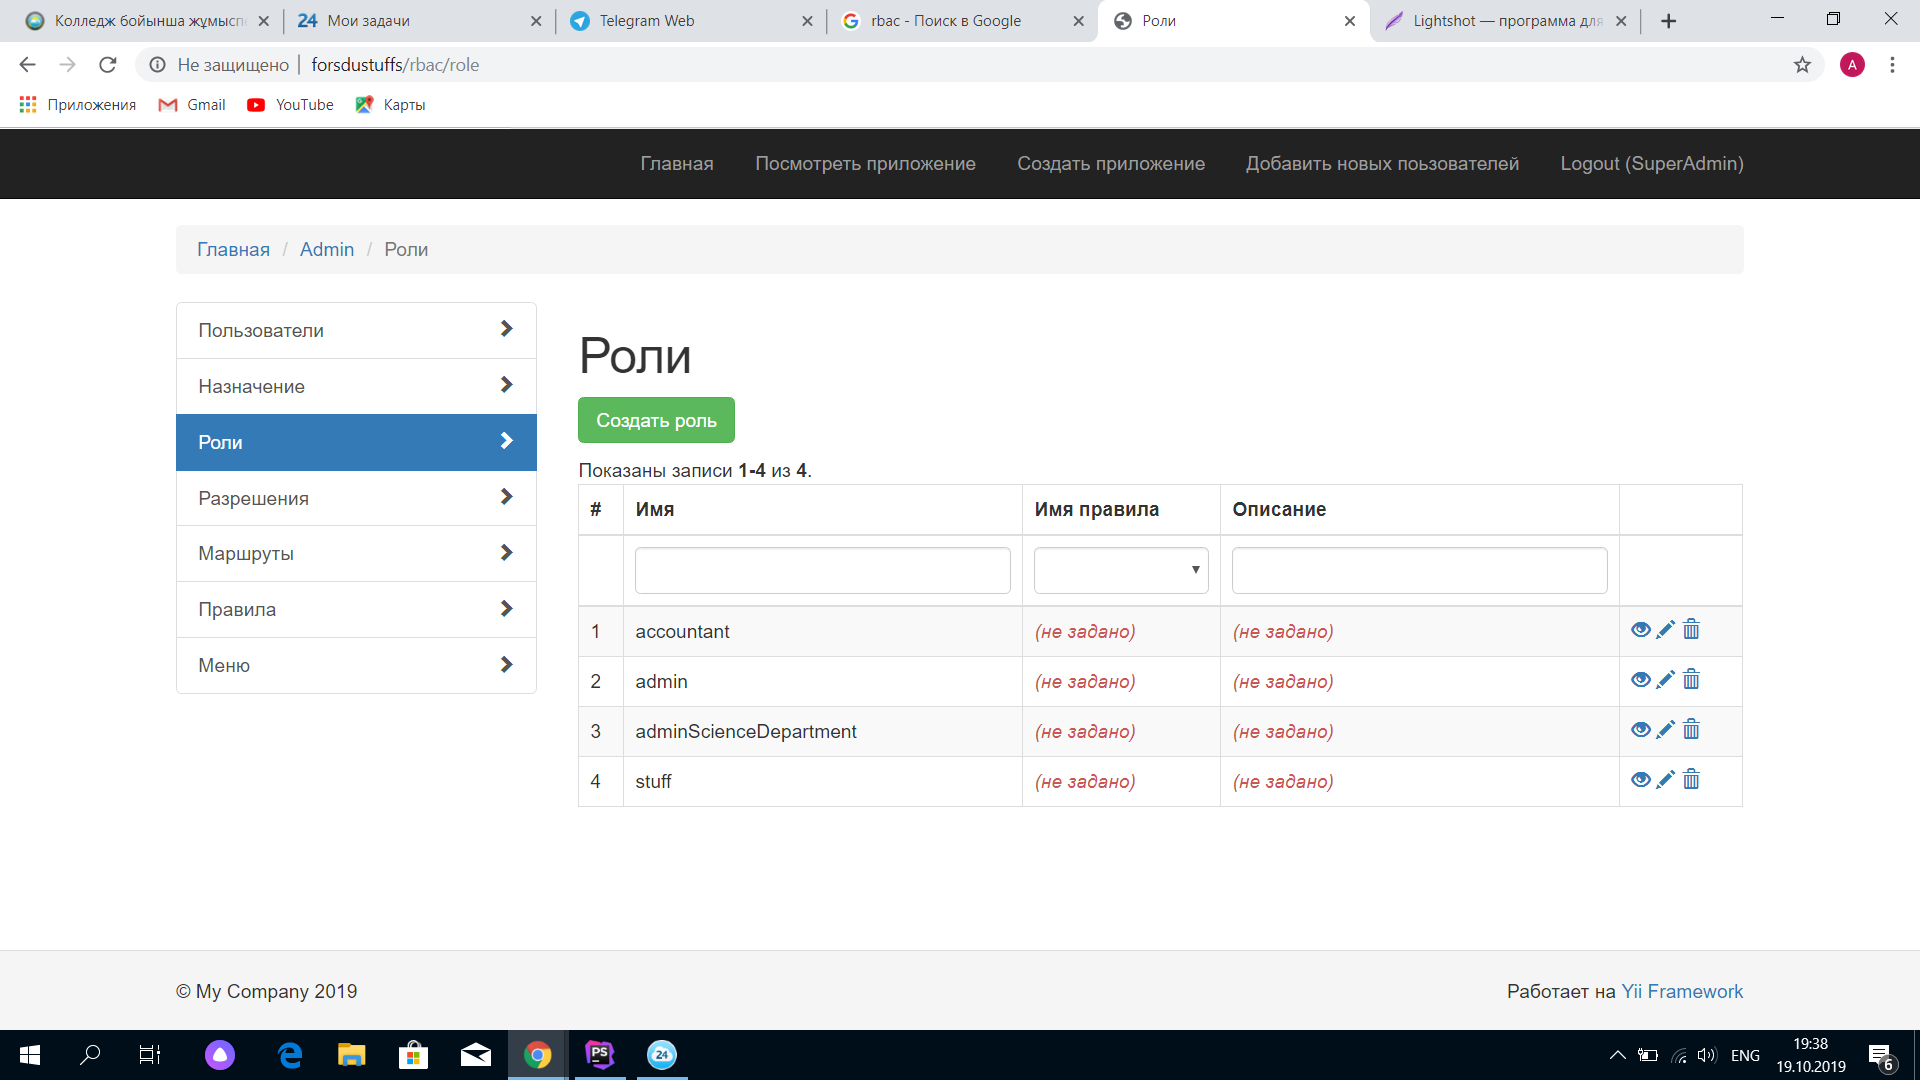 Колледж бойынша жұмысп
24 Мои задачи
Telegram Web
rbac - Поиск в Google
Роли
Lightshot — программа для
Не защищено | forsdustuffs/rbac/role
A
Приложения Gmail YouTube Карты
Главная Посмотреть приложение Создать приложение Добавить новых поьзователей Logout (SuperAdmin)
Главная / Admin / Роли
Пользователи
Назначение
Роли
Разрешения
Маршруты
Правила
Меню
Роли
Создать роль
Показаны записи 1-4 из 4.
# Имя Имя правила Описание
1 accountant (не задано) (не задано)
2 admin (не задано) (не задано)
3 adminScienceDepartment (не задано) (не задано)
4 stuff (не задано) (не задано)
© My Company 2019
Работает на Yii Framework
PS
24
ENG
19:38
19.10.2019
6